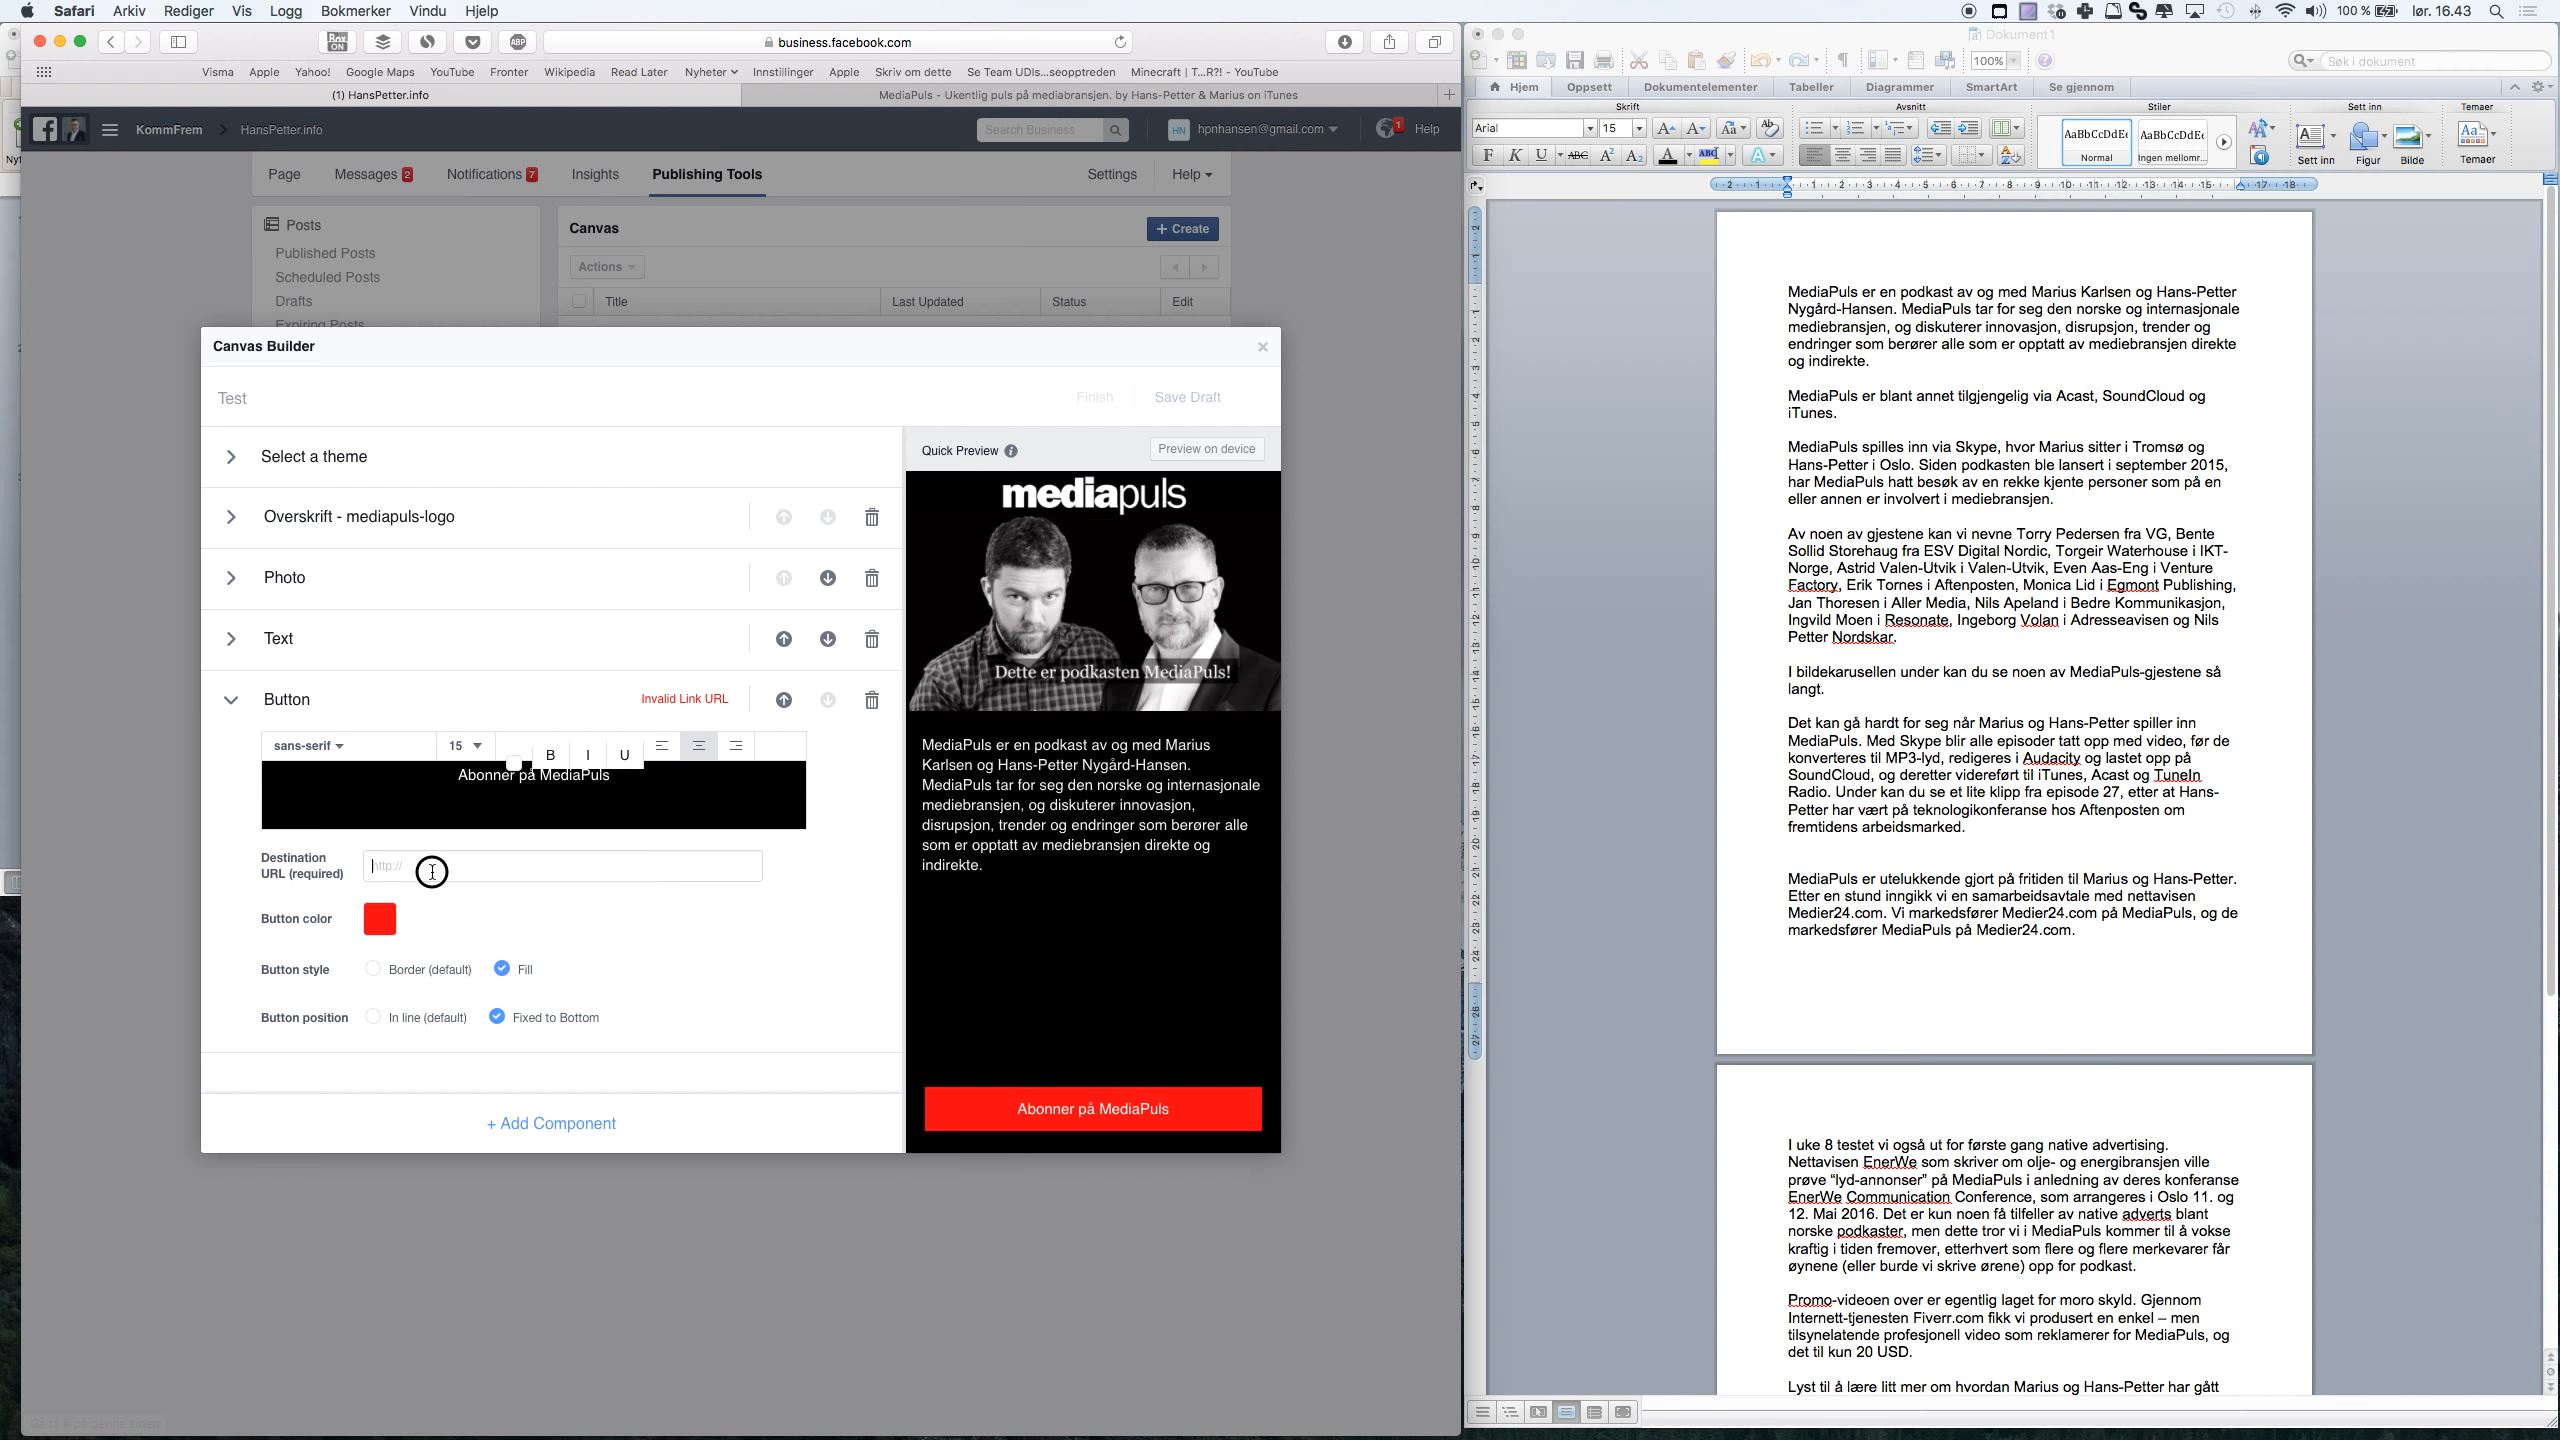 Safari Arkiv Rediger Vis Logg Bokmerker Vindu Hjelp
100 % lør. 16.43
business.facebook.com
Visma Apple Yahoo! Google Maps YouTube Fronter Wikipedia Read Later Nyheter Innstillinger Apple Skriv om dette Se Team UDIs...seopptreden Minecraft | T...R?! - YouTube
(1) HansPetter.info
MediaPuls - Ukentlig puls på mediabransjen. by Hans-Petter & Marius on iTunes
KommFrem HansPetter.info
Search Business
HN hpnhansen@gmail.com 1 Help
Page Messages 2 Notifications 7 Insights Publishing Tools Settings Help
Posts
Published Posts
Scheduled Posts
Drafts
Expiring Posts
Canvas
+ Create
Actions
Title Last Updated Status Edit
Canvas Builder
Test
Finish Save Draft
Select a theme
Overskrift - mediapuls-logo
Photo
Text
Button Invalid Link URL
sans-serif 15 B I U
Abonner på MediaPuls
Destination
URL (required)
http://
Button color
Button style Border (default) Fill
Button position In line (default) Fixed to Bottom
+ Add Component
Quick Preview
Preview on device
mediapuls
Dette er podkasten MediaPuls!
MediaPuls er en podkast av og med Marius
Karlsen og Hans-Petter Nygård-Hansen.
MediaPuls tar for seg den norske og internasjonale
mediebransjen, og diskuterer innovasjon,
disrupsjon, trender og endringer som berører alle
som er opptatt av mediebransjen direkte og
indirekte.
Abonner på MediaPuls
Dokument1
100%
Søk i dokument
Hjem Oppsett Dokumentelementer Tabeller Diagrammer SmartArt Se gjennom
Skrift Avsnitt Stiler Sett inn Temaer
Arial 15
F K U ABC
AaBbCcDdEe AaBbCcDdEe
Normal Ingen mellomr...
Sett inn Figur Bilde Temaer
MediaPuls er en podkast av og med Marius Karlsen og Hans-Petter
Nygård-Hansen. MediaPuls tar for seg den norske og internasjonale
mediebransjen, og diskuterer innovasjon, disrupsjon, trender og
endringer som berører alle som er opptatt av mediebransjen direkte
og indirekte.
MediaPuls er blant annet tilgjengelig via Acast, SoundCloud og
iTunes.
MediaPuls spilles inn via Skype, hvor Marius sitter i Tromsø og
Hans-Petter i Oslo. Siden podkasten ble lansert i september 2015,
har MediaPuls hatt besøk av en rekke kjente personer som på en
eller annen er involvert i mediebransjen.
Av noen av gjestene kan vi nevne Torry Pedersen fra VG, Bente
Sollid Storehaug fra ESV Digital Nordic, Torgeir Waterhouse i IKT-
Norge, Astrid Valen-Utvik i Valen-Utvik, Even Aas-Eng i Venture
Factory, Erik Tornes i Aftenposten, Monica Lid i Egmont Publishing,
Jan Thoresen i Aller Media, Nils Apeland i Bedre Kommunikasjon,
Ingvild Moen i Resonate, Ingeborg Volan i Adresseavisen og Nils
Petter Nordskar.
I bildekarusellen under kan du se noen av MediaPuls-gjestene så
langt.
Det kan gå hardt for seg når Marius og Hans-Petter spiller inn
MediaPuls. Med Skype blir alle episoder tatt opp med video, før de
konverteres til MP3-lyd, redigeres i Audacity og lastet opp på
SoundCloud, og deretter videreført til iTunes, Acast og TuneIn
Radio. Under kan du se et lite klipp fra episode 27, etter at Hans-
Petter har vært på teknologikonferanse hos Aftenposten om
fremtidens arbeidsmarked.
MediaPuls er utelukkende gjort på fritiden til Marius og Hans-Petter.
Etter en stund inngikk vi en samarbeidsavtale med nettavisen
Medier24.com. Vi markedsfører Medier24.com på MediaPuls, og de
markedsfører MediaPuls på Medier24.com.
I uke 8 testet vi også ut for første gang native advertising.
Nettavisen EnerWe som skriver om olje- og energibransjen ville
prøve “lyd-annonser” på MediaPuls i anledning av deres konferanse
EnerWe Communication Conference, som arrangeres i Oslo 11. og
12. Mai 2016. Det er kun noen få tilfeller av native adverts blant
norske podkaster, men dette tror vi i MediaPuls kommer til å vokse
kraftig i tiden fremover, etterhvert som flere og flere merkevarer får
øynene (eller burde vi skrive ørene) opp for podkast.
Promo-videoen over er egentlig laget for moro skyld. Gjennom
Internett-tjenesten Fiverr.com fikk vi produsert en enkel – men
tilsynelatende profesjonell video som reklamerer for MediaPuls, og
det til kun 20 USD.
Lyst til å lære litt mer om hvordan Marius og Hans-Petter har gått